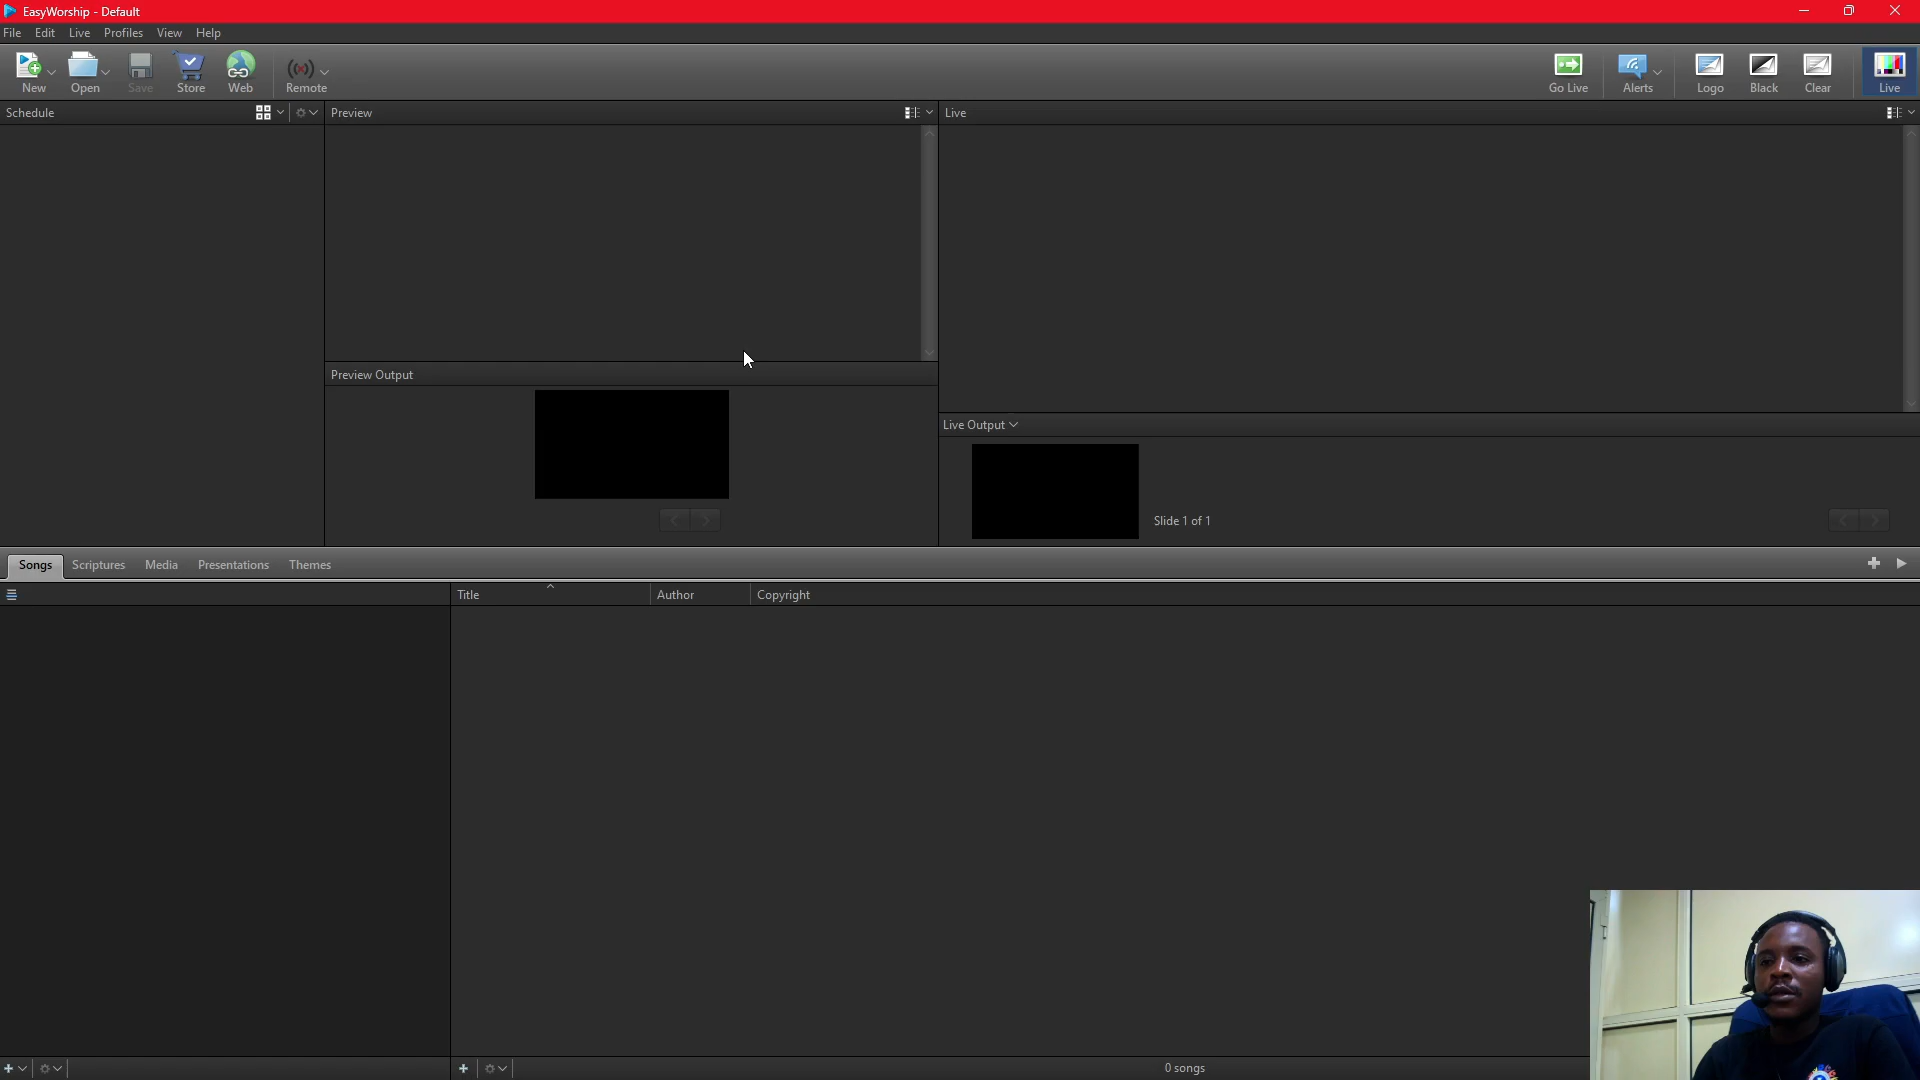 EasyWorship - Default
File Edit Live Profiles View Help
New Open Save Store Web Remote Go Live Alerts Logo Black Clear Live
Schedule Preview Live
Preview Output
Live Output
Slide 1 of 1
Songs Scriptures Media Presentations Themes
Title Author Copyright
0 songs